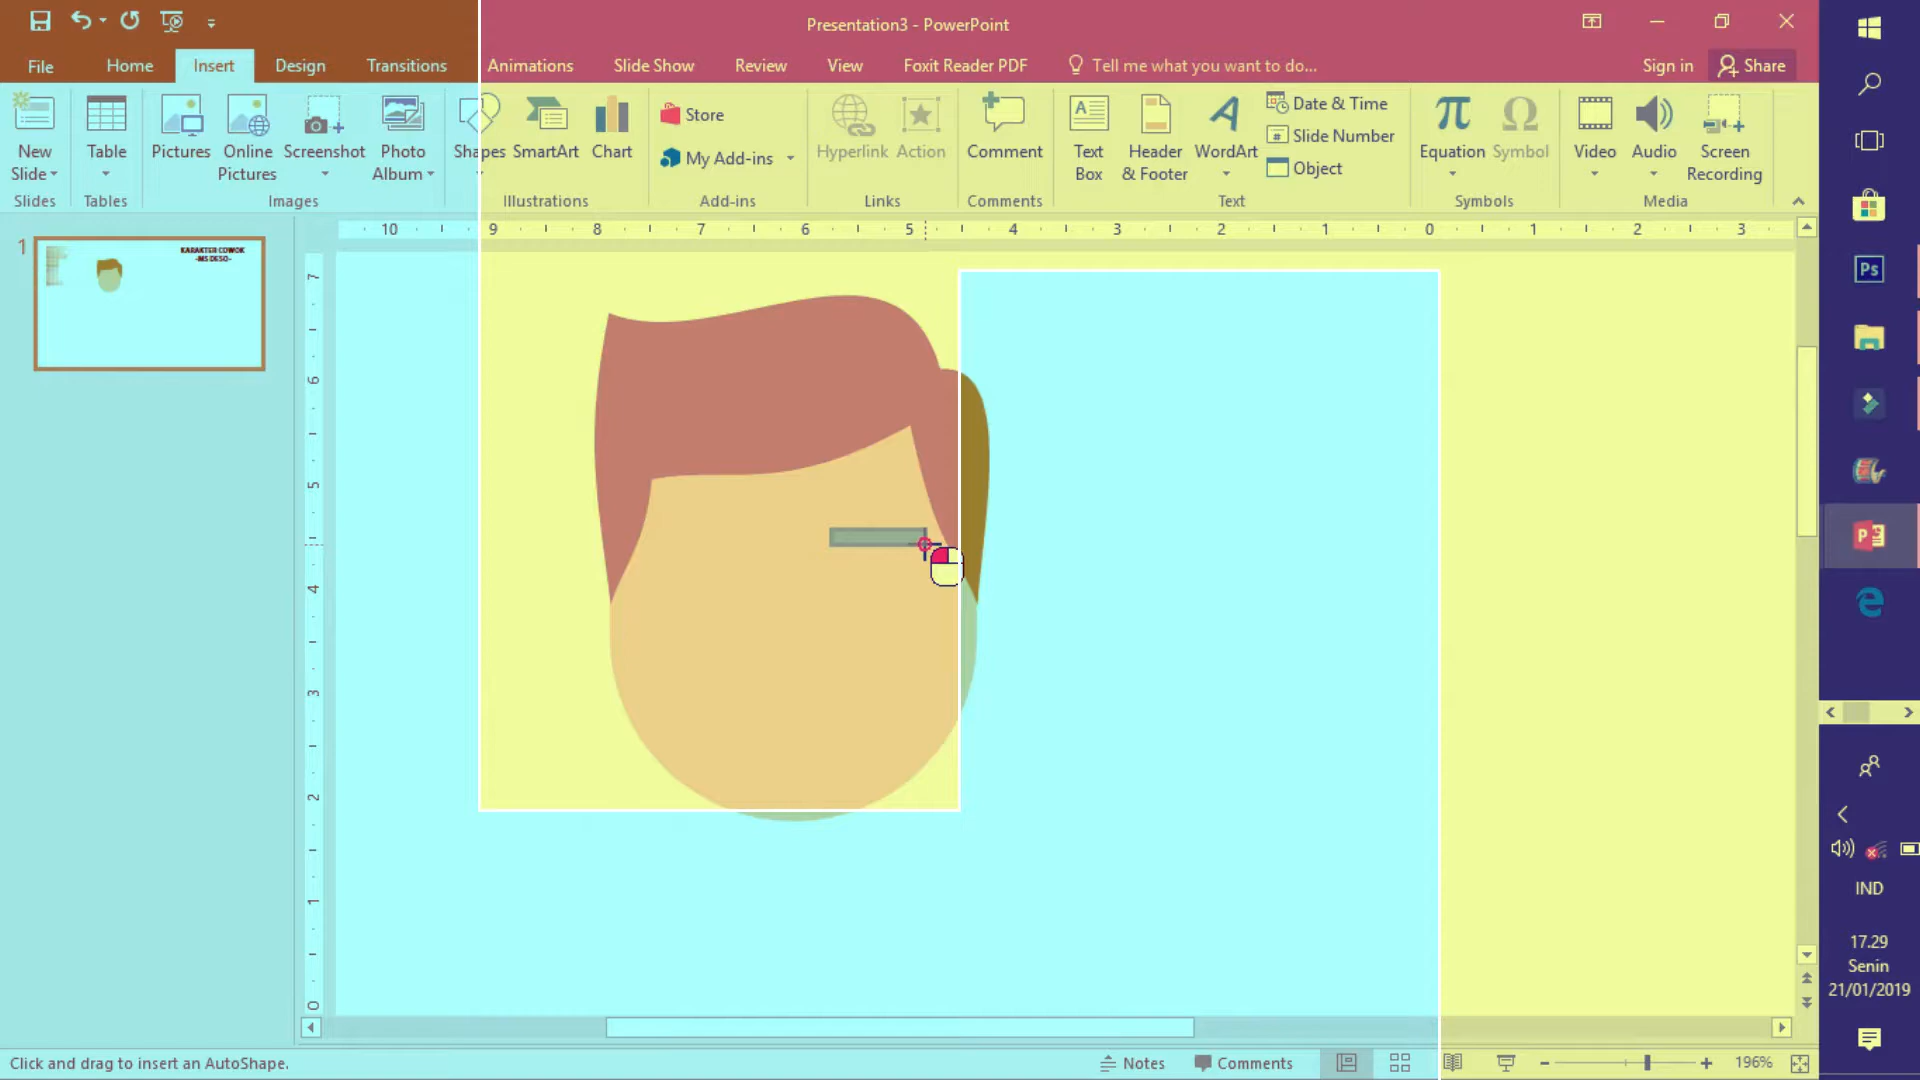 Presentation3 - PowerPoint
File Home Insert Design Transitions Animations Slide Show Review View Foxit Reader PDF Tell me what you want to do... Sign in Share
New Slide
Table
Pictures
Online Pictures
Screenshot
Photo Album
Shapes
SmartArt
Chart
Store
My Add-ins
Hyperlink
Action
Comment
Text Box
Header & Footer
WordArt
Date & Time
Slide Number
Object
Equation
Symbol
Video
Audio
Screen Recording
Slides Tables Images Illustrations Add-ins Links Comments Text Symbols Media
10 9 8 7 6 5 4 3 2 1 0 1 2 3
1
KARAKTER COWOK
-MS DESO-
7
6
5
4
3
2
1
0
Ps
P
IND
17.29
Senin
21/01/2019
Click and drag to insert an AutoShape. Notes Comments 196%